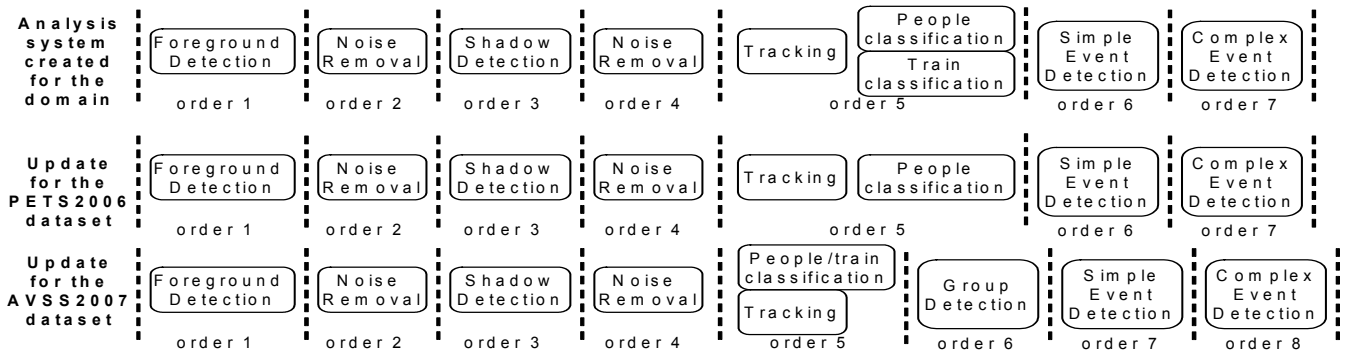 Analysis
system
created
for the
domain
Foreground
Detection
order 1
Noise
Removal
order 2
Shadow
Detection
order 3
Noise
Removal
order 4
Tracking
People
classification
Train
classification
order 5
Simple
Event
Detection
order 6
Complex
Event
Detection
order 7
Update
for the
PETS2006
dataset
Foreground
Detection
order 1
Noise
Removal
order 2
Shadow
Detection
order 3
Noise
Removal
order 4
Tracking
People
classification
order 5
Simple
Event
Detection
order 6
Complex
Event
Detection
order 7
Update
for the
AVSS2007
dataset
Foreground
Detection
order 1
Noise
Removal
order 2
Shadow
Detection
order 3
Noise
Removal
order 4
People/train
classification
Tracking
order 5
Group
Detection
order 6
Simple
Event
Detection
order 7
Complex
Event
Detection
order 8